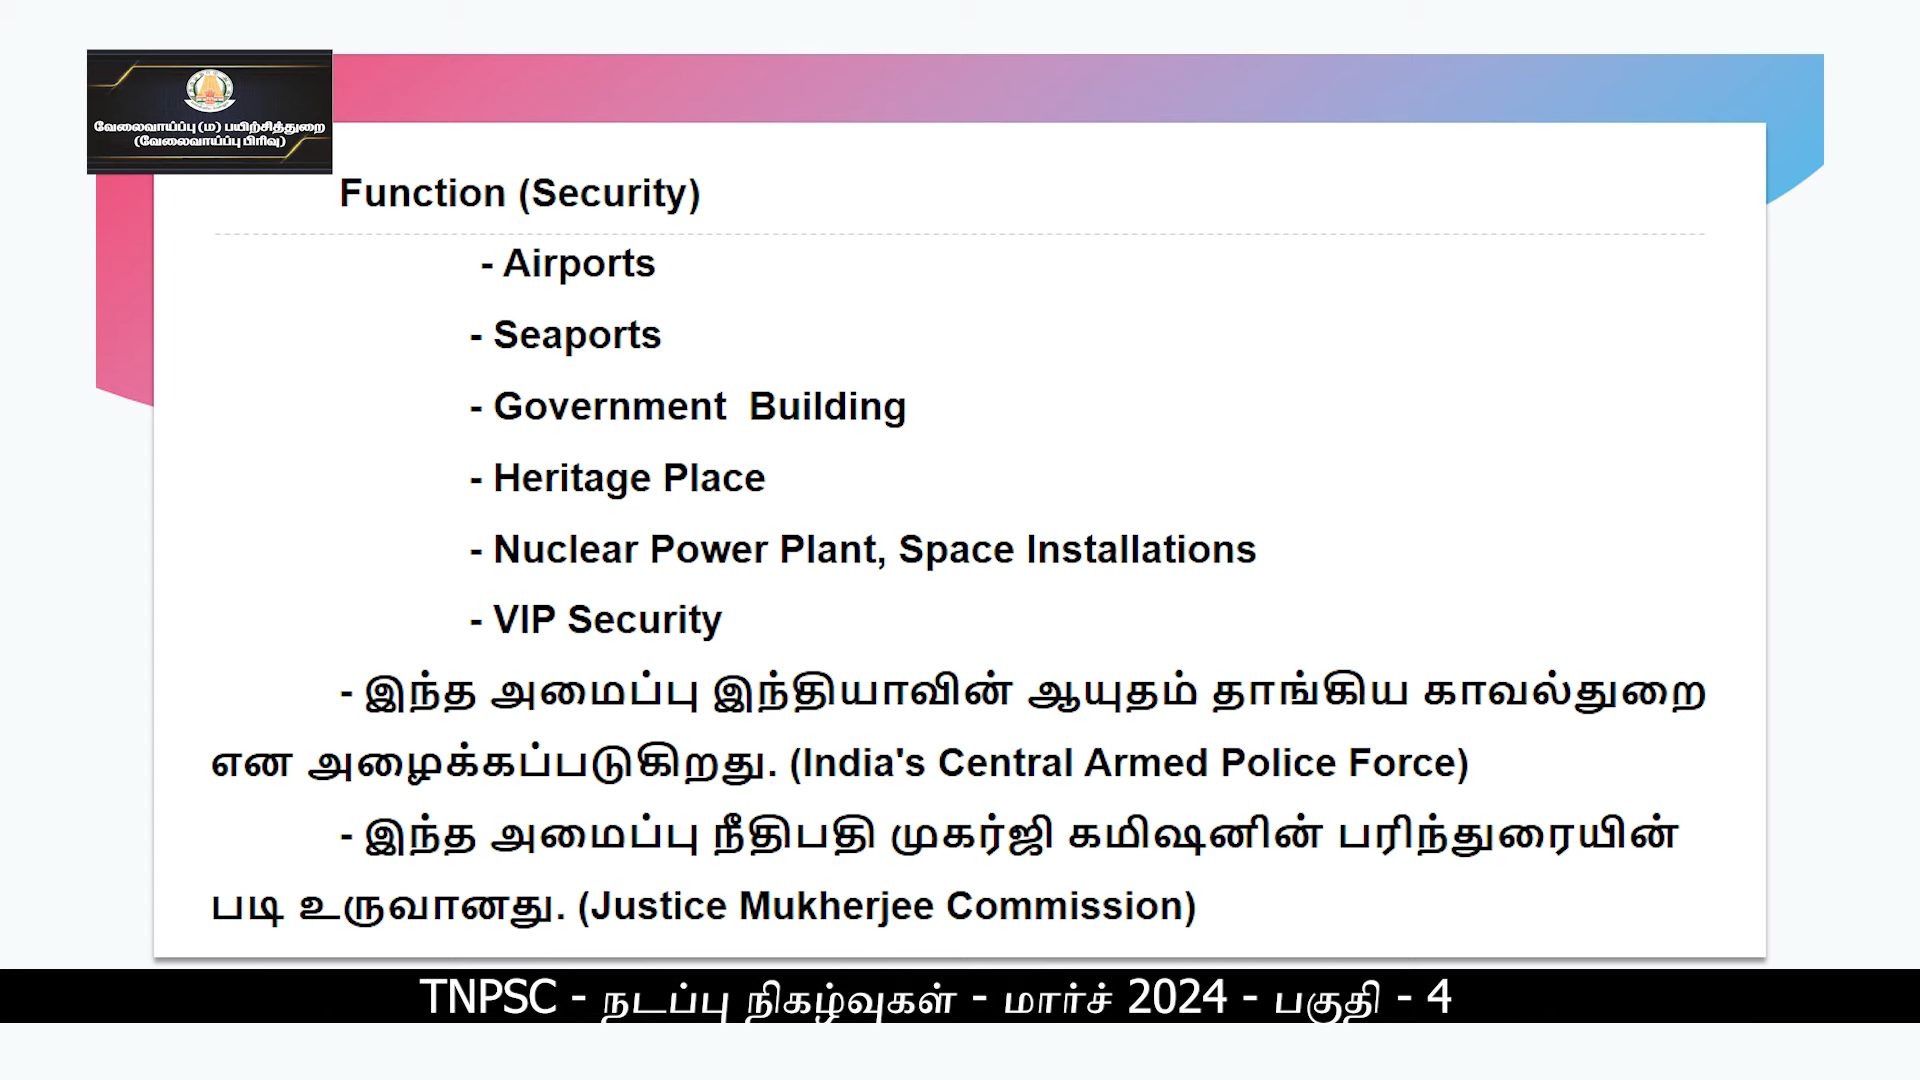 வேலைவாய்ப்பு (ம) பயிற்சித்துறை
(வேலைவாய்ப்பு பிரிவு)
Function (Security)
- Airports
- Seaports
- Government Building
- Heritage Place
- Nuclear Power Plant, Space Installations
- VIP Security
- இந்த அமைப்பு இந்தியாவின் ஆயுதம் தாங்கிய காவல்துறை
என அழைக்கப்படுகிறது. (India's Central Armed Police Force)
- இந்த அமைப்பு நீதிபதி முகர்ஜி கமிஷனின் பரிந்துரையின்
படி உருவானது. (Justice Mukherjee Commission)
TNPSC - நடப்பு நிகழ்வுகள் - மார்ச் 2024 - பகுதி - 4